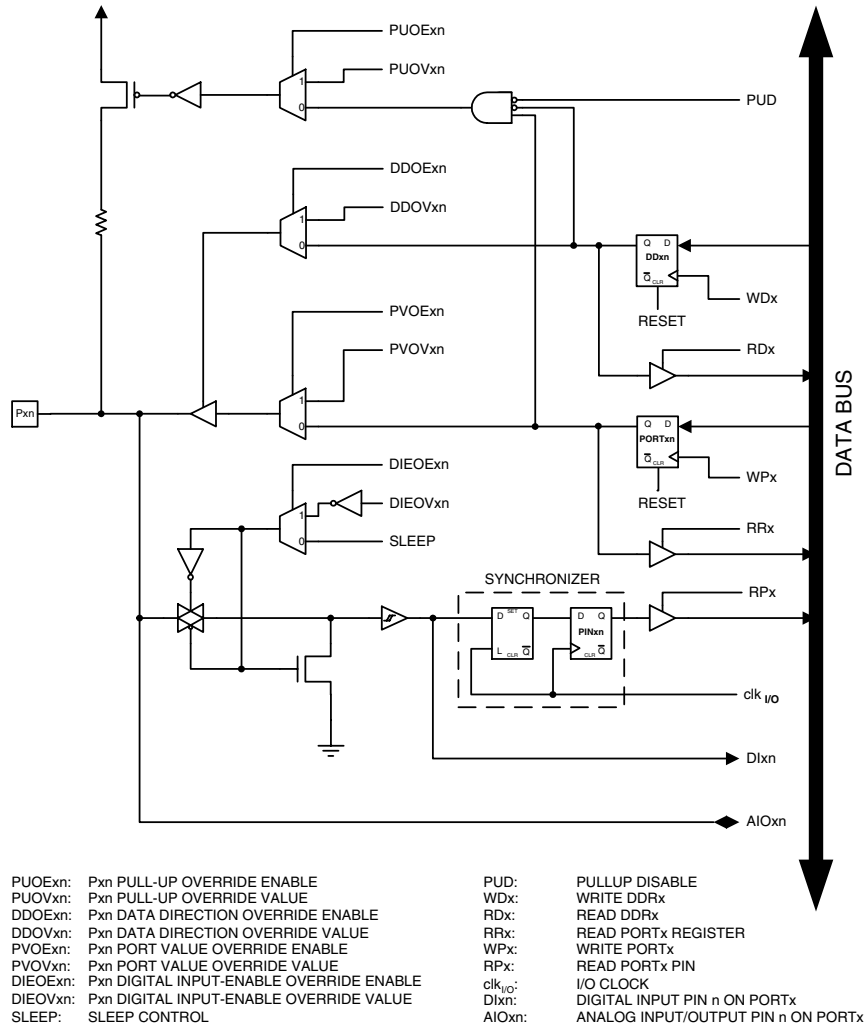 PUOExn
PUOVxn
1
0
PUD
DDOExn
DDOVxn
1
0
Q D
DDxn
Q CLR
WDx
RESET
PVOExn
RDx
PVOVxn
Pxn
1
0
Q D
PORTxn
Q CLR
WPx
RESET
DATA BUS
DIEOExn
DIEOVxn
1
0
SLEEP
RRx
SYNCHRONIZER
RPx
D SET Q
L CLR Q
D Q
PINxn
CLR Q
clk I/O
DIxn
AIOxn
PUOExn: Pxn PULL-UP OVERRIDE ENABLE
PUOVxn: Pxn PULL-UP OVERRIDE VALUE
DDOExn: Pxn DATA DIRECTION OVERRIDE ENABLE
DDOVxn: Pxn DATA DIRECTION OVERRIDE VALUE
PVOExn: Pxn PORT VALUE OVERRIDE ENABLE
PVOVxn: Pxn PORT VALUE OVERRIDE VALUE
DIEOExn: Pxn DIGITAL INPUT-ENABLE OVERRIDE ENABLE
DIEOVxn: Pxn DIGITAL INPUT-ENABLE OVERRIDE VALUE
SLEEP: SLEEP CONTROL
PUD: PULLUP DISABLE
WDx: WRITE DDRx
RDx: READ DDRx
RRx: READ PORTx REGISTER
WPx: WRITE PORTx
RPx: READ PORTx PIN
clkI/O: I/O CLOCK
DIxn: DIGITAL INPUT PIN n ON PORTx
AIOxn: ANALOG INPUT/OUTPUT PIN n ON PORTx